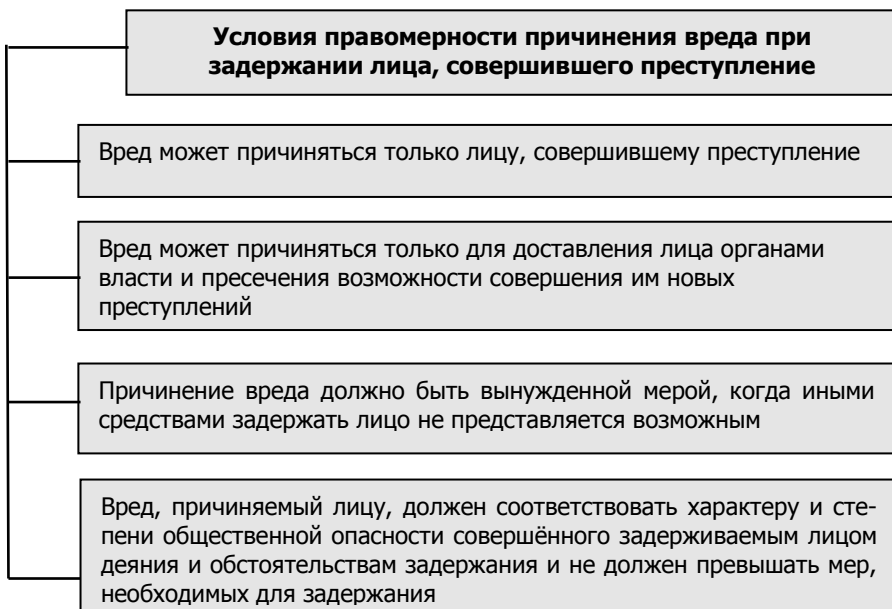 Условия правомерности причинения вреда при
задержании лица, совершившего преступление
Вред может причиняться только лицу, совершившему преступление
Вред может причиняться только для доставления лица органами
власти и пресечения возможности совершения им новых
преступлений
Причинение вреда должно быть вынужденной мерой, когда иными
средствами задержать лицо не представляется возможным
Вред, причиняемый лицу, должен соответствовать характеру и сте-
пени общественной опасности совершённого задерживаемым лицом
деяния и обстоятельствам задержания и не должен превышать мер,
необходимых для задержания